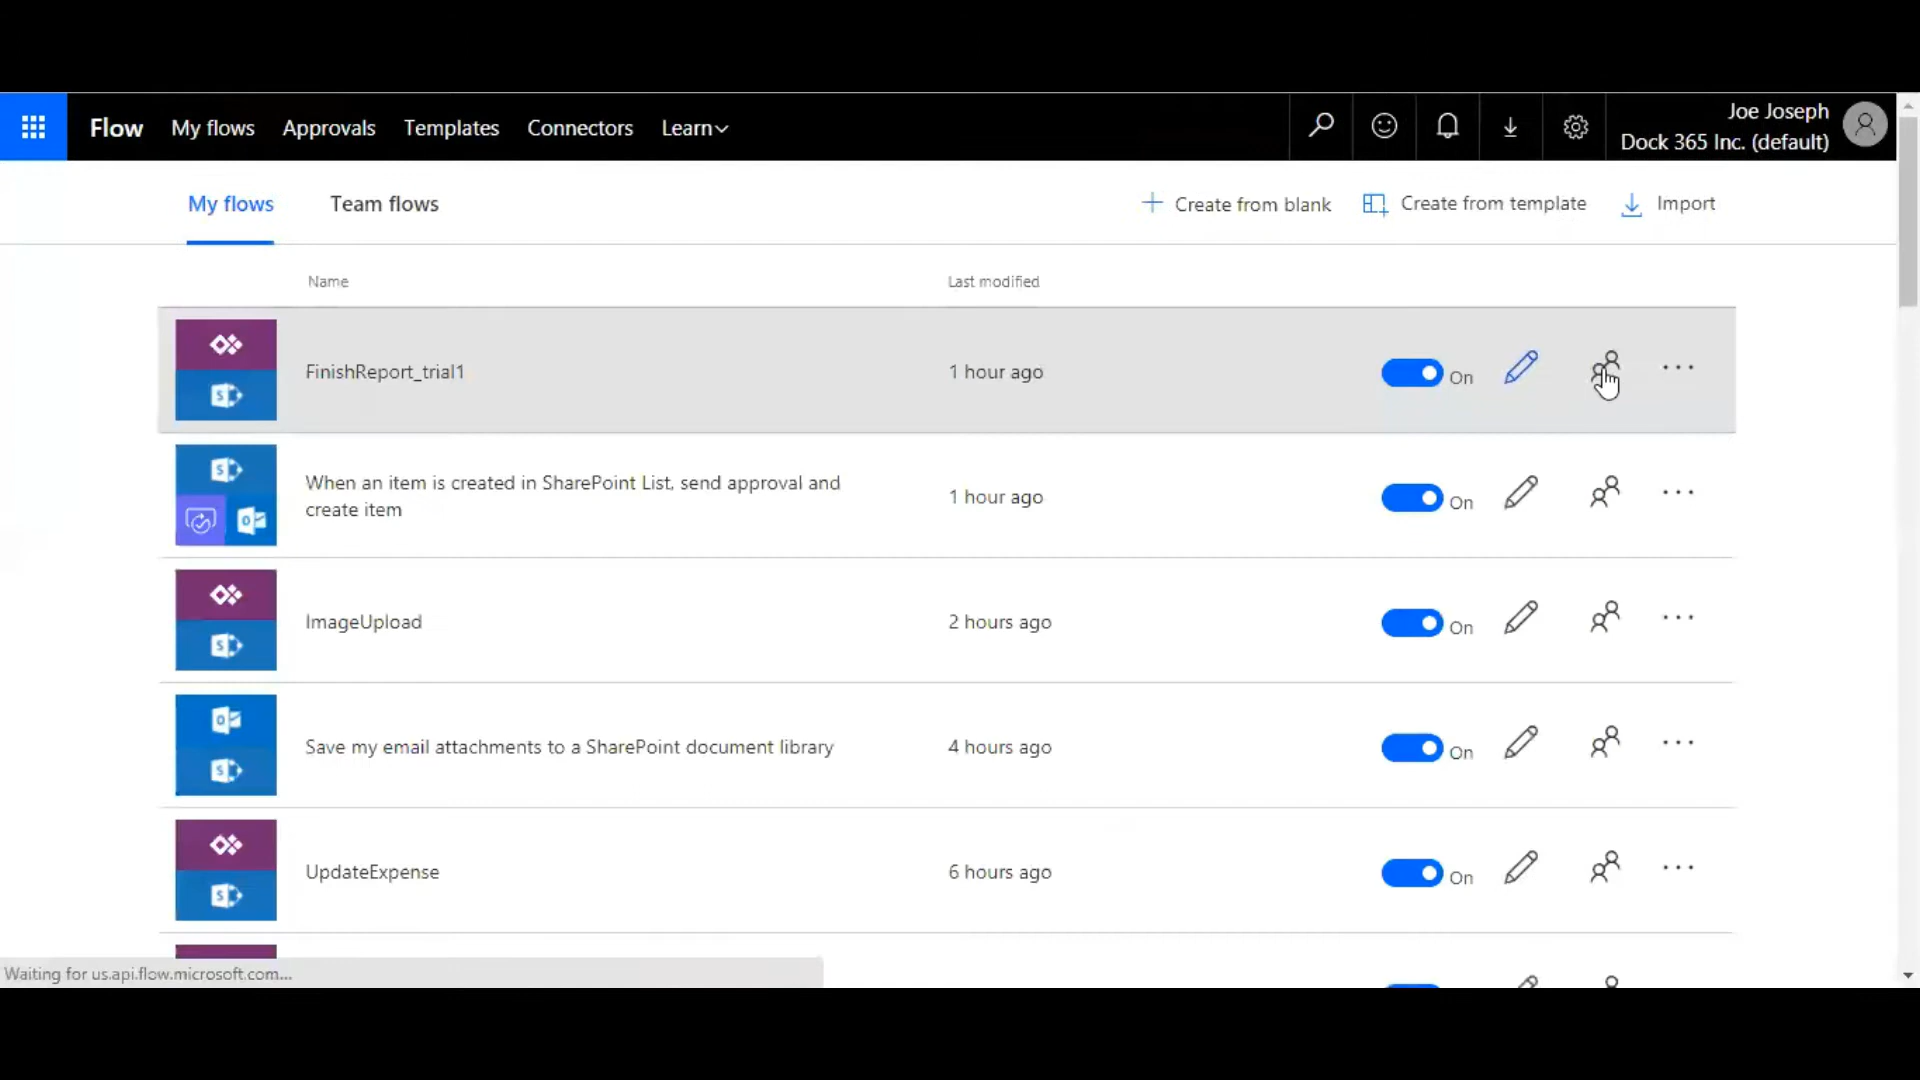 Flow My flows Approvals Templates Connectors Learn
Joe Joseph
Dock 365 Inc. (default)
My flows Team flows Create from blank Create from template Import
Name Last modified
FinishReport_trial1 1 hour ago On
When an item is created in SharePoint List, send approval and
create item
1 hour ago On
ImageUpload 2 hours ago On
Save my email attachments to a SharePoint document library 4 hours ago On
UpdateExpense 6 hours ago On
Waiting for us.api.flow.microsoft.com...